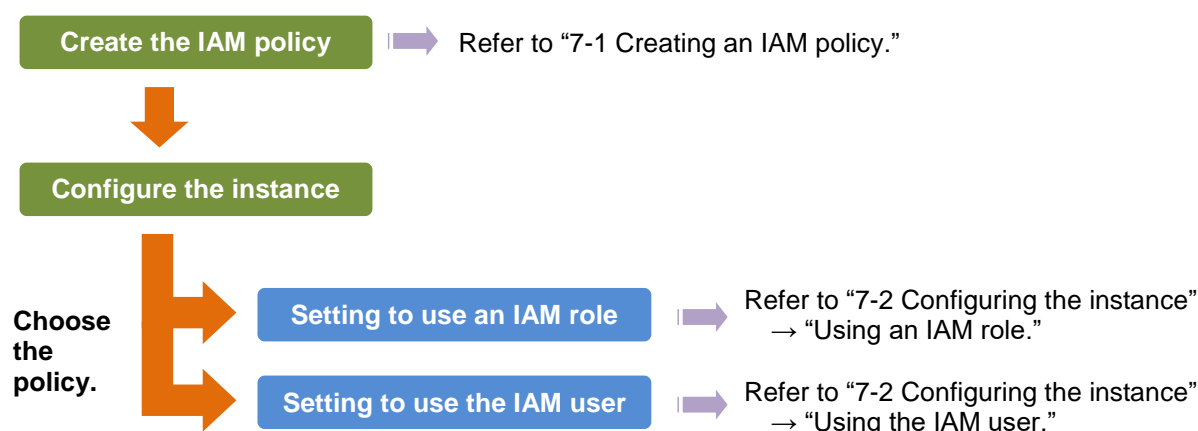 Create the IAM policy
Refer to “7-1 Creating an IAM policy.”
Configure the instance
Choose
the
policy.
Setting to use an IAM role
Refer to “7-2 Configuring the instance”
→ “Using an IAM role.”
Setting to use the IAM user
Refer to “7-2 Configuring the instance”
→ “Using the IAM user.”